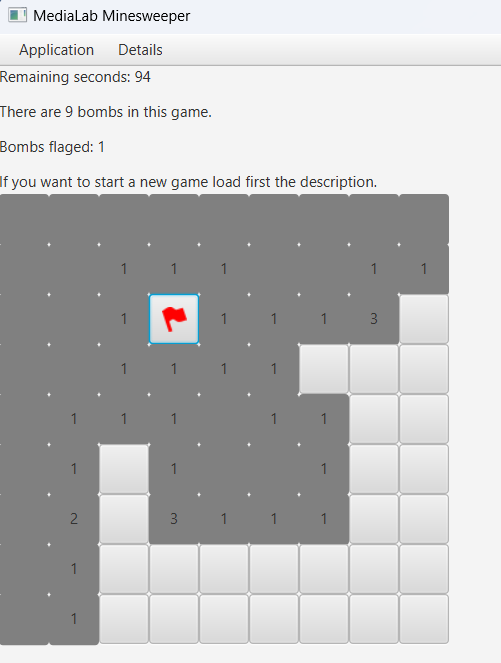 MediaLab Minesweeper
Application Details
Remaining seconds: 94
There are 9 bombs in this game.
Bombs flaged: 1
If you want to start a new game load first the description.
1 1 1 1 1
1 1 1 1 3
1 1 1 1
1 1 1 1 1
1 1 1
2 3 1 1 1
1
1